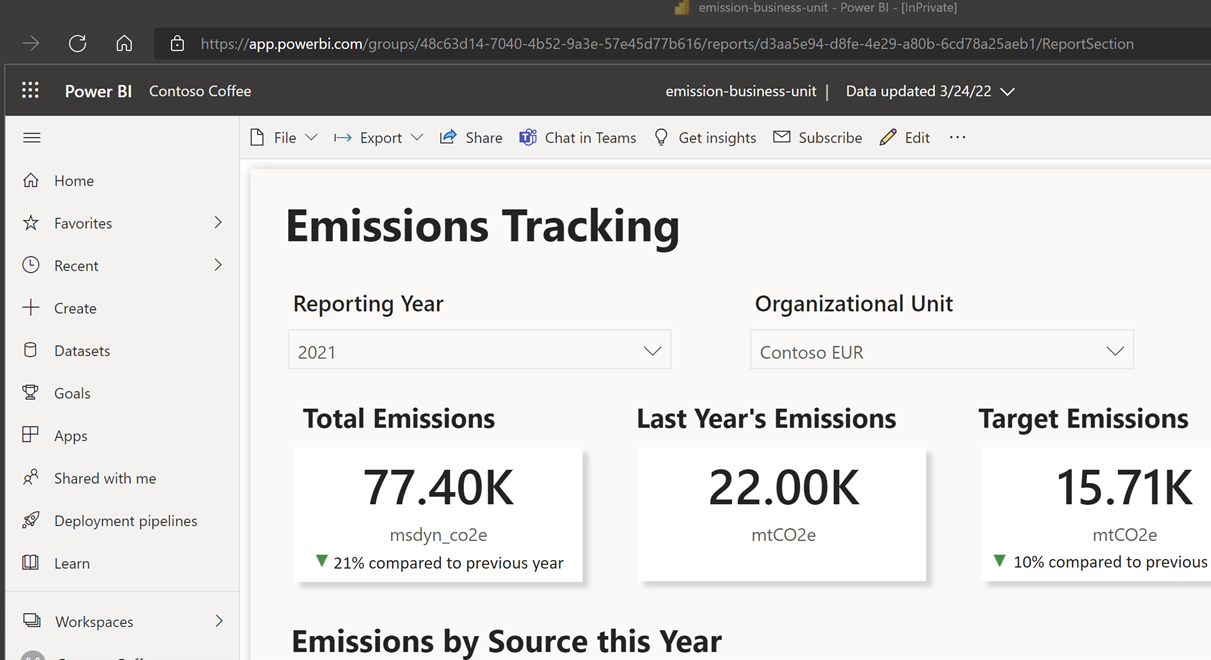 emission-business-unit - Power BI - [InPrivate]
https://app.powerbi.com/groups/48c63d14-7040-4b52-9a3e-57e45d77b616/reports/d3aa5e94-d8fe-4e29-a80b-6cd78a25aeb1/ReportSection
Power BI Contoso Coffee emission-business-unit | Data updated 3/24/22
File Export Share Chat in Teams Get insights Subscribe Edit ...
Home
Favorites
Recent
Create
Datasets
Goals
Apps
Shared with me
Deployment pipelines
Learn
Workspaces
Emissions Tracking
Reporting Year
2021
Organizational Unit
Contoso EUR
Total Emissions
77.40K
msdyn_co2e
21% compared to previous year
Last Year's Emissions
22.00K
mtCO2e
Target Emissions
15.71K
mtCO2e
10% compared to previous
Emissions by Source this Year